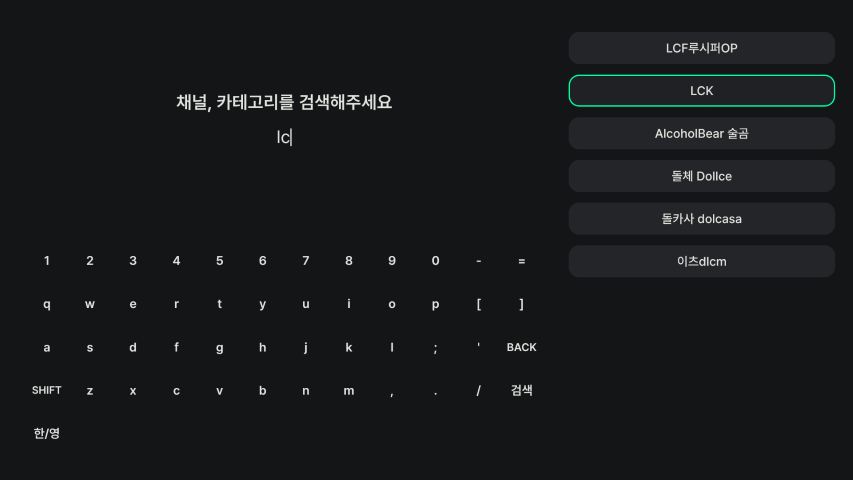 채널, 카테고리를 검색해주세요
lc
1 2 3 4 5 6 7 8 9 0 - =
q w e r t y u i o p [ ]
a s d f g h j k l ; ' BACK
SHIFT z x c v b n m , . / 검색
한/영
LCF루시퍼OP
LCK
AlcoholBear 술곰
돌체 Dollce
돌카사 dolcasa
이츠dlcm